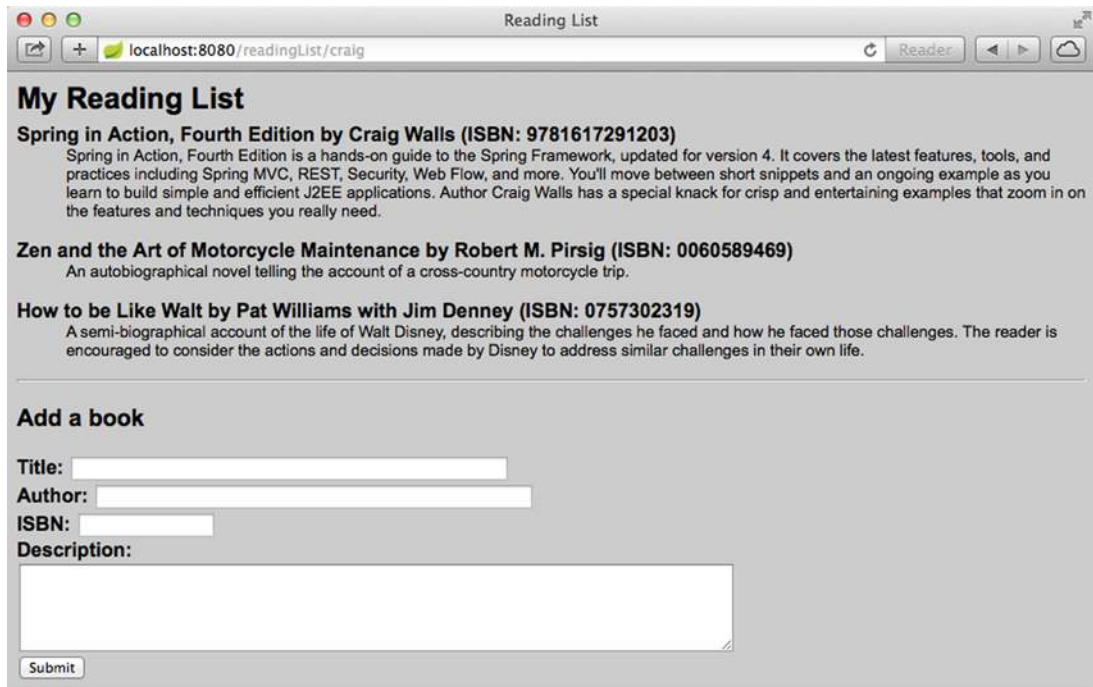 Reading List
localhost:8080/readingList/craig
Reader
My Reading List
Spring in Action, Fourth Edition by Craig Walls (ISBN: 9781617291203)
Spring in Action, Fourth Edition is a hands-on guide to the Spring Framework, updated for version 4. It covers the latest features, tools, and
practices including Spring MVC, REST, Security, Web Flow, and more. You'll move between short snippets and an ongoing example as you
learn to build simple and efficient J2EE applications. Author Craig Walls has a special knack for crisp and entertaining examples that zoom in on
the features and techniques you really need.
Zen and the Art of Motorcycle Maintenance by Robert M. Pirsig (ISBN: 0060589469)
An autobiographical novel telling the account of a cross-country motorcycle trip.
How to be Like Walt by Pat Williams with Jim Denney (ISBN: 0757302319)
A semi-biographical account of the life of Walt Disney, describing the challenges he faced and how he faced those challenges. The reader is
encouraged to consider the actions and decisions made by Disney to address similar challenges in their own life.
Add a book
Title:
Author:
ISBN:
Description:
Submit